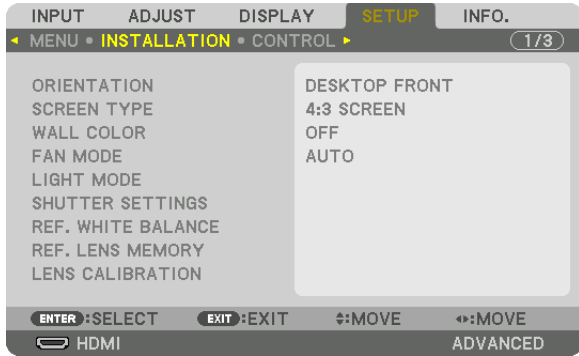 INPUT ADJUST DISPLAY SETUP INFO.
MENU • INSTALLATION • CONTROL 1/3
ORIENTATION DESKTOP FRONT
SCREEN TYPE 4:3 SCREEN
WALL COLOR OFF
FAN MODE AUTO
LIGHT MODE
SHUTTER SETTINGS
REF. WHITE BALANCE
REF. LENS MEMORY
LENS CALIBRATION
ENTER :SELECT EXIT :EXIT :MOVE :MOVE
HDMI ADVANCED